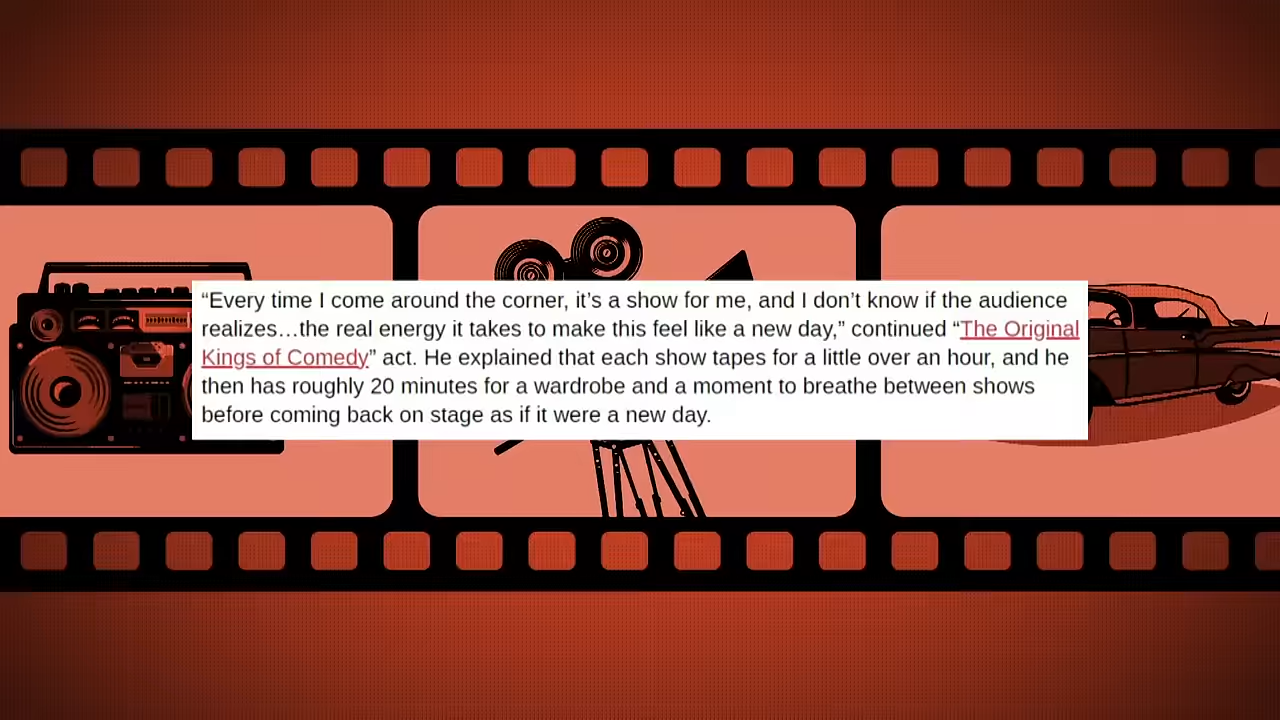 “Every time I come around the corner, it’s a show for me, and I don’t know if the audience
realizes…the real energy it takes to make this feel like a new day,” continued “The Original
Kings of Comedy” act. He explained that each show tapes for a little over an hour, and he
then has roughly 20 minutes for a wardrobe and a moment to breathe between shows
before coming back on stage as if it were a new day.